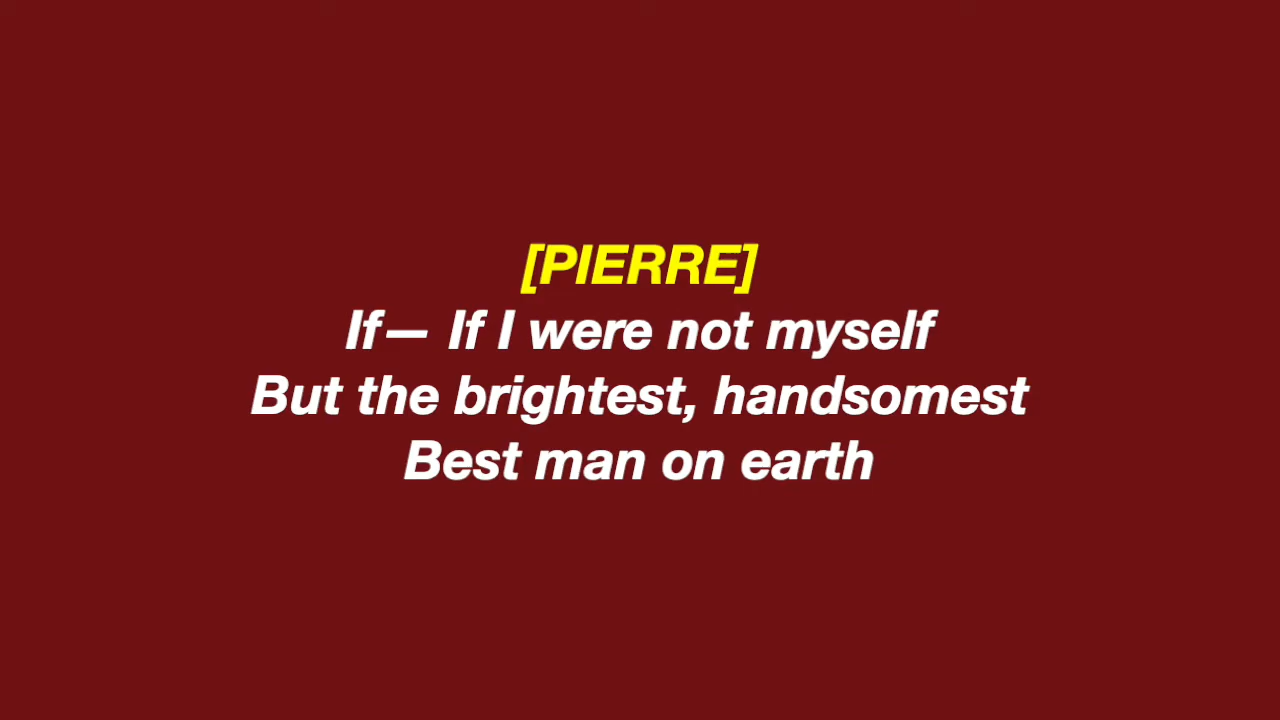 [PIERRE]
If— If I were not myself
But the brightest, handsomest
Best man on earth